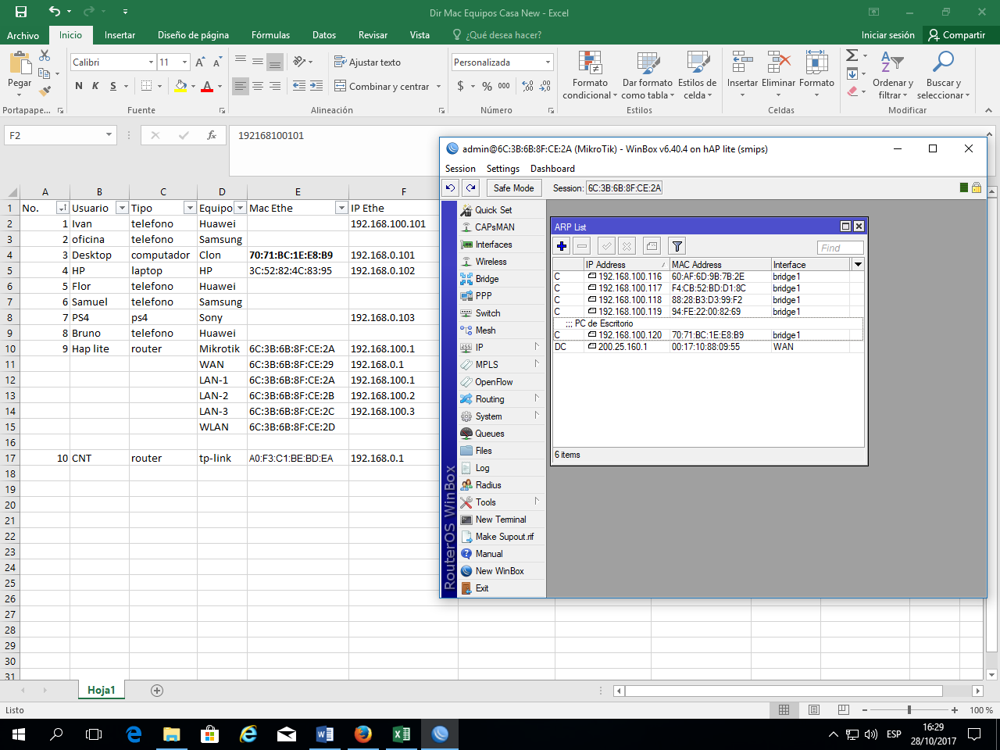 Dir Mac Equipos Casa New - Excel
Archivo Inicio Insertar Diseño de página Fórmulas Datos Revisar Vista ¿Qué desea hacer? Iniciar sesión Compartir
Pegar
Calibri 11
N K S
A
Ajustar texto
Combinar y centrar
Personalizada
$ % 000
Formato condicional
Dar formato como tabla
Estilos de celda
Insertar Eliminar Formato
Ordenar y filtrar
Buscar y seleccionar
Portapape... Fuente Alineación Número Estilos Celdas Modificar
F2 fx 192168100101
A B C D E F
1 No. Usuario Tipo Equipo Mac Ethe IP Ethe
2 1 Ivan telefono Huawei 192.168.100.101
3 2 oficina telefono Samsung
4 3 Desktop computador Clon 70:71:BC:1E:E8:B9 192.168.0.101
5 4 HP laptop HP 3C:52:82:4C:83:95 192.168.0.102
6 5 Flor telefono Huawei
7 6 Samuel telefono Samsung
8 7 PS4 ps4 Sony 192.168.0.103
9 8 Bruno telefono Huawei
10 9 Hap lite router Mikrotik 6C:3B:6B:8F:CE:2A 192.168.100.1
11 WAN 6C:3B:6B:8F:CE:29 192.168.0.1
12 LAN-1 6C:3B:6B:8F:CE:2A 192.168.100.1
13 LAN-2 6C:3B:6B:8F:CE:2B 192.168.100.2
14 LAN-3 6C:3B:6B:8F:CE:2C 192.168.100.3
15 WLAN 6C:3B:6B:8F:CE:2D
16
17 10 CNT router tp-link A0:F3:C1:BE:BD:EA 192.168.0.1
18
19
20
21
22
23
24
25
26
27
28
29
30
31
admin@6C:3B:6B:8F:CE:2A (MikroTik) - WinBox v6.40.4 on hAP lite (smips)
Session Settings Dashboard
Safe Mode Session: 6C:3B:6B:8F:CE:2A
RouterOS WinBox
Quick Set
CAPsMAN
Interfaces
Wireless
Bridge
PPP
Switch
Mesh
IP
MPLS
OpenFlow
Routing
System
Queues
Files
Log
Radius
Tools
New Terminal
Make Supout.rif
Manual
New WinBox
Exit
ARP List
Find
IP Address MAC Address Interface
C 192.168.100.116 60:AF:6D:9B:7B:2E bridge1
C 192.168.100.117 F4:CB:52:BD:D1:8C bridge1
C 192.168.100.118 88:28:B3:D3:99:F2 bridge1
C 192.168.100.119 94:FE:22:00:82:69 bridge1
;;; PC de Escritorio
C 192.168.100.120 70:71:BC:1E:E8:B9 bridge1
DC 200.25.160.1 00:17:10:88:09:55 WAN
6 items
Hoja1
Listo 100 %
ESP 16:29
28/10/2017